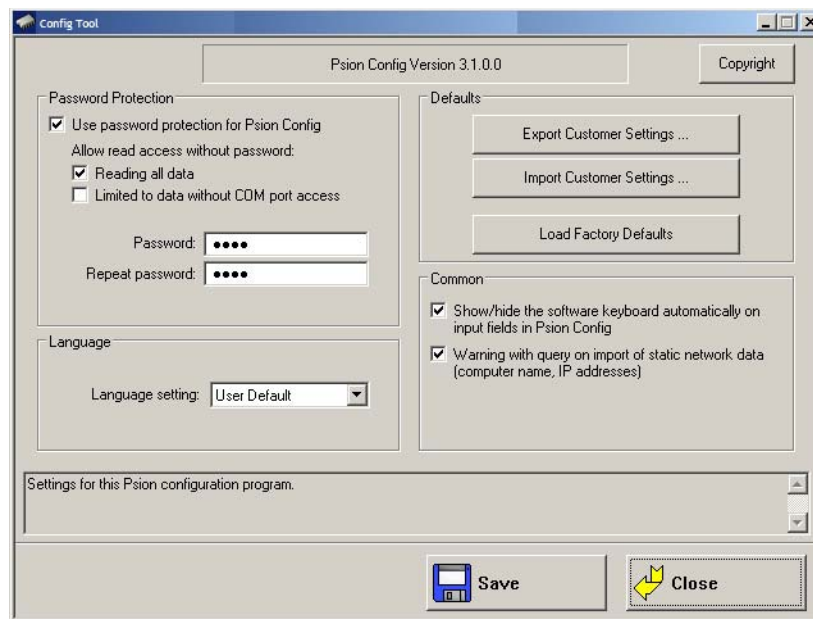 Config Tool
Psion Config Version 3.1.0.0
Copyright
Password Protection
Use password protection for Psion Config
Allow read access without password:
Reading all data
Limited to data without COM port access
Password: ●●●●
Repeat password: ●●●●
Language
Language setting: User Default
Defaults
Export Customer Settings ...
Import Customer Settings ...
Load Factory Defaults
Common
Show/hide the software keyboard automatically on
input fields in Psion Config
Warning with query on import of static network data
(computer name, IP addresses)
Settings for this Psion configuration program.
Save
Close